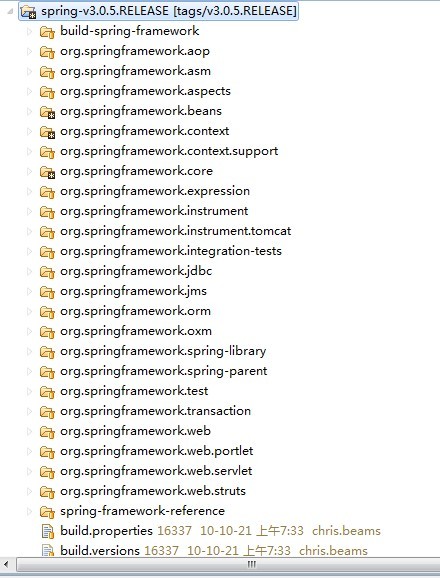 spring-v3.0.5.RELEASE [tags/v3.0.5.RELEASE]
build-spring-framework
org.springframework.aop
org.springframework.asm
org.springframework.aspects
org.springframework.beans
org.springframework.context
org.springframework.context.support
org.springframework.core
org.springframework.expression
org.springframework.instrument
org.springframework.instrument.tomcat
org.springframework.integration-tests
org.springframework.jdbc
org.springframework.jms
org.springframework.orm
org.springframework.oxm
org.springframework.spring-library
org.springframework.spring-parent
org.springframework.test
org.springframework.transaction
org.springframework.web
org.springframework.web.portlet
org.springframework.web.servlet
org.springframework.web.struts
spring-framework-reference
build.properties 16337 10-10-21 上午7:33 chris.beams
build.versions 16337 10-10-21 上午7:33 chris.beams